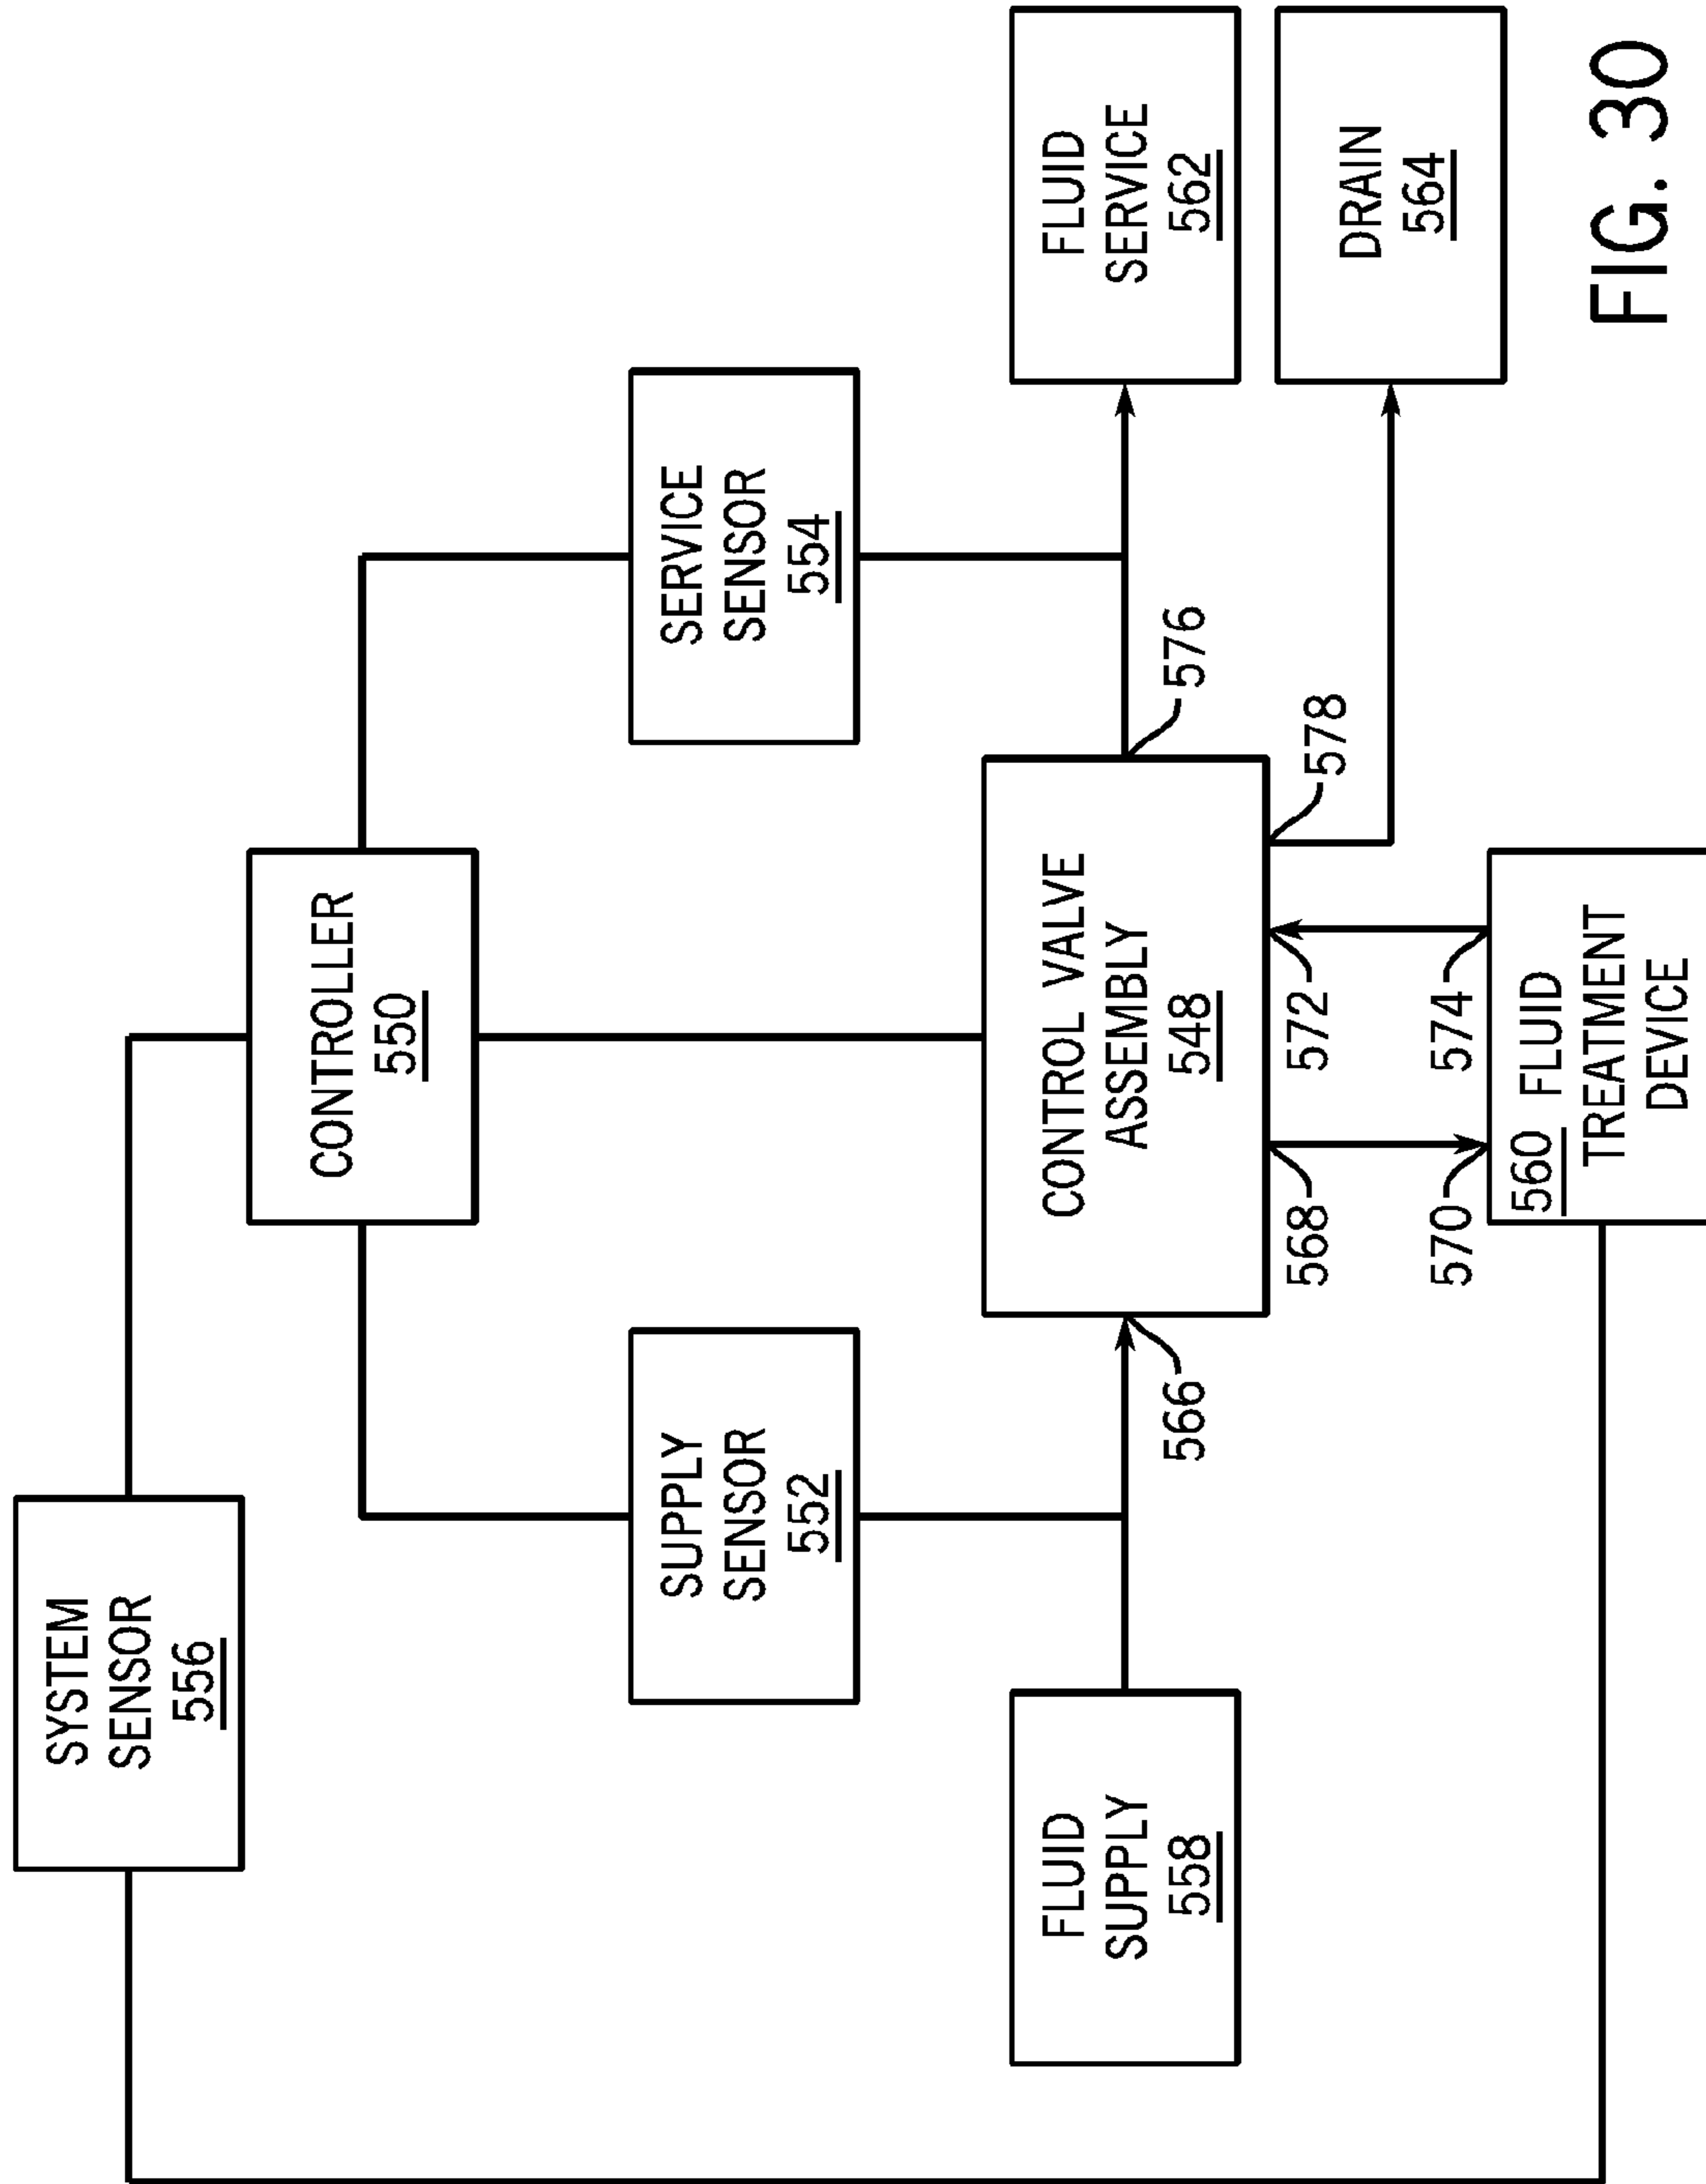 SYSTEM
SENSOR
556
CONTROLLER
550
SUPPLY
SENSOR
552
SERVICE
SENSOR
554
FLUID
SUPPLY
558
CONTROL VALVE
ASSEMBLY
548
FLUID
SERVICE
562
566
576
568
572
578
DRAIN
564
570
574
560 FLUID
TREATMENT
DEVICE
FIG. 30